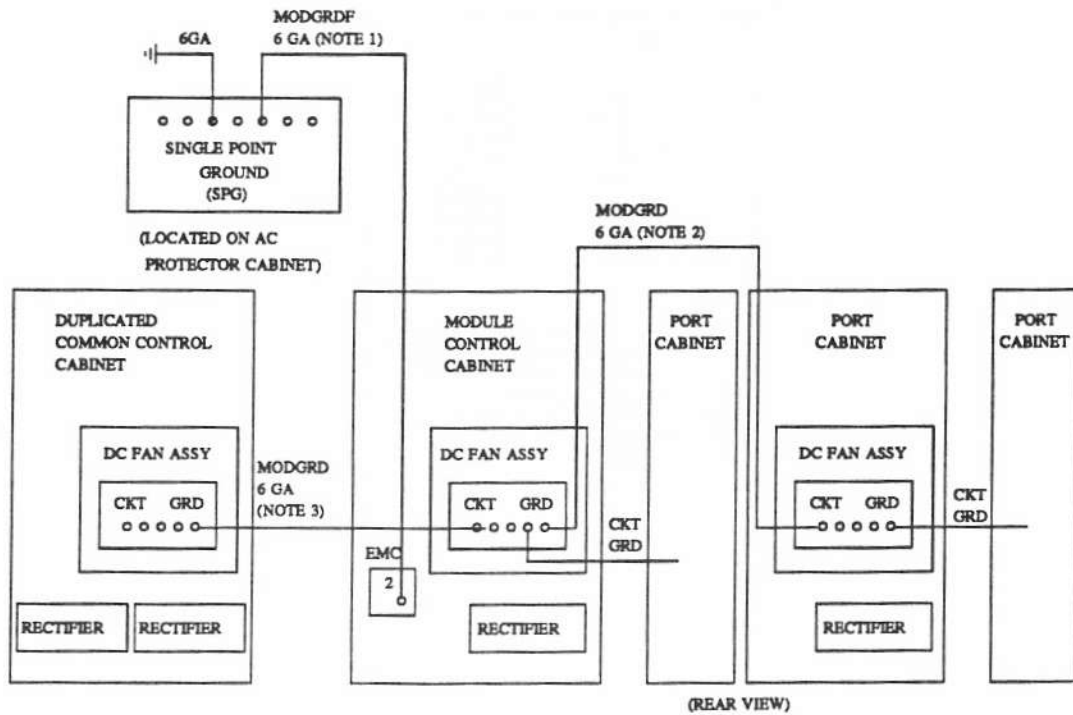 6GA
MODGRDF
6 GA (NOTE 1)
SINGLE POINT
GROUND
(SPG)
(LOCATED ON AC
PROTECTOR CABINET)
MODGRD
6 GA (NOTE 2)
DUPLICATED
COMMON CONTROL
CABINET
MODULE
CONTROL
CABINET
PORT
CABINET
PORT
CABINET
PORT
CABINET
DC FAN ASSY
CKT GRD
MODGRD
6 GA
(NOTE 3)
DC FAN ASSY
CKT GRD
CKT
GRD
DC FAN ASSY
CKT GRD
CKT
GRD
EMC
2
RECTIFIER
RECTIFIER
RECTIFIER
RECTIFIER
(REAR VIEW)